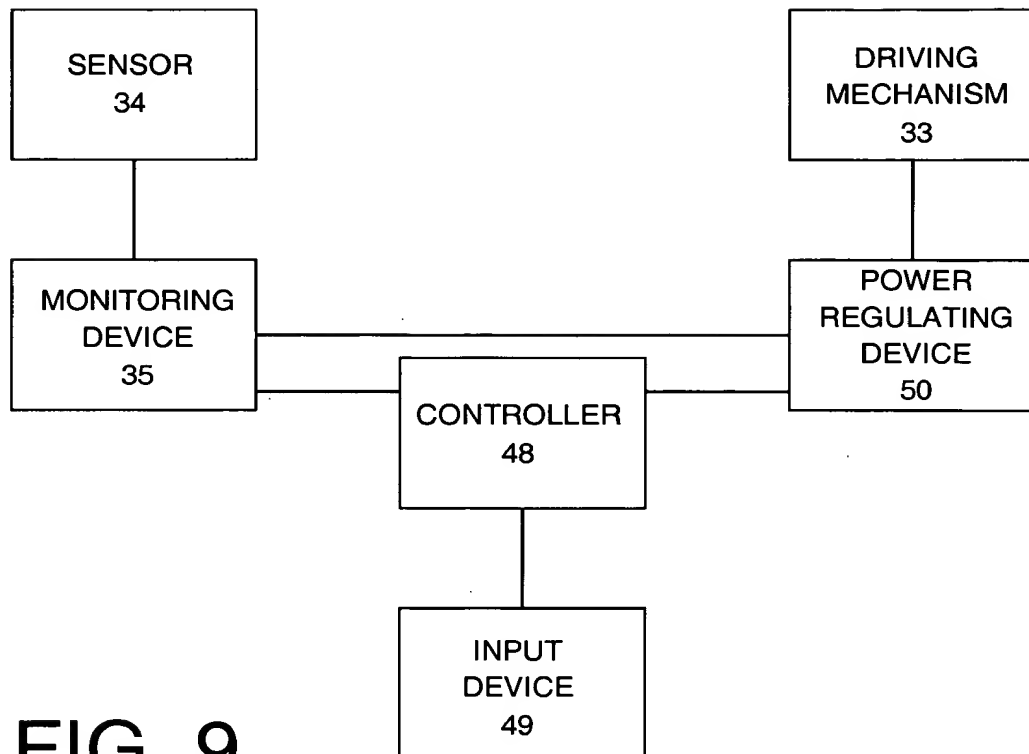 SENSOR
34
DRIVING
MECHANISM
33
MONITORING
DEVICE
35
POWER
REGULATING
DEVICE
50
CONTROLLER
48
INPUT
DEVICE
49
FIG. 9